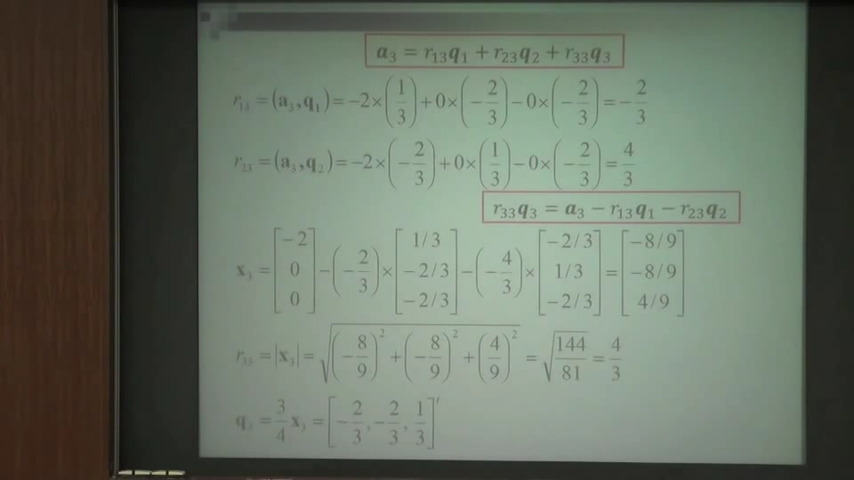 a₃ = r₁₃q₁ + r₂₃q₂ + r₃₃q₃
r₁₃ = (a₃,q₁) = −2×(1/3) + 0×(−2/3) − 0×(−2/3) = −2/3
r₂₃ = (a₃,q₂) = −2×(−2/3) + 0×(1/3) − 0×(−2/3) = 4/3
r₃₃q₃ = a₃ − r₁₃q₁ − r₂₃q₂
x₃ = [−2 0 0] − (−2/3) × [1/3 −2/3 −2/3] − (−4/3) × [−2/3 1/3 −2/3] = [−8/9 −8/9 4/9]
r₃₃ = |x₃| = √((−8/9)² + (−8/9)² + (4/9)²) = √(144/81) = 4/3
q₃ = 3/4 x₃ = [−2/3, −2/3, 1/3]′